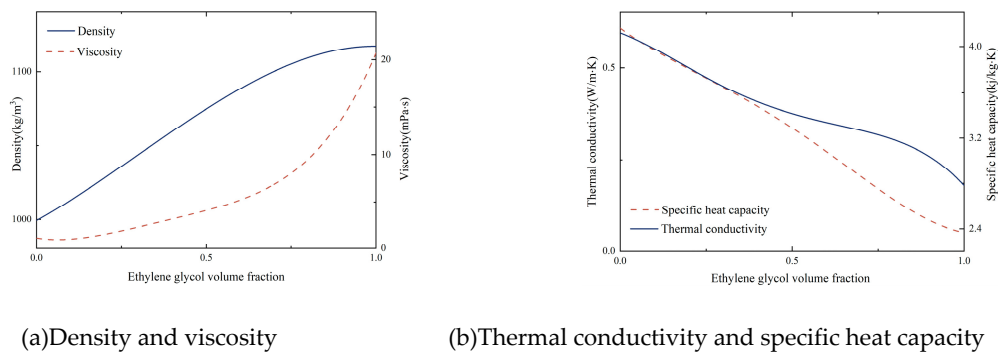 Density
Viscosity
1100
1000
Density(kg/m³)
20
10
0
Viscosity(mPa·s)
0.0
0.5
1.0
Ethylene glycol volume fraction
(a)Density and viscosity
0.5
0.0
Thermal conductivity(W/m·K)
4.0
3.2
2.4
Specific heat capacity(kj/kg·K)
Specific heat capacity
Thermal conductivity
0.0
0.5
1.0
Ethylene glycol volume fraction
(b)Thermal conductivity and specific heat capacity